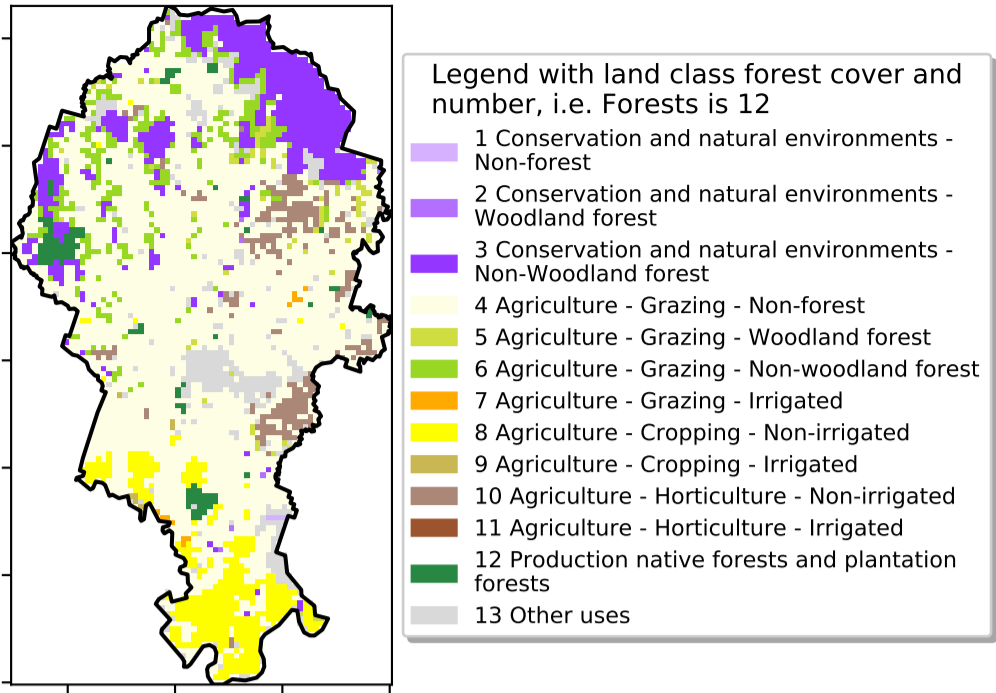 Legend with land class forest cover and
number, i.e. Forests is 12
1 Conservation and natural environments -
Non-forest
2 Conservation and natural environments -
Woodland forest
3 Conservation and natural environments -
Non-Woodland forest
4 Agriculture - Grazing - Non-forest
5 Agriculture - Grazing - Woodland forest
6 Agriculture - Grazing - Non-woodland forest
7 Agriculture - Grazing - Irrigated
8 Agriculture - Cropping - Non-irrigated
9 Agriculture - Cropping - Irrigated
10 Agriculture - Horticulture - Non-irrigated
11 Agriculture - Horticulture - Irrigated
12 Production native forests and plantation
forests
13 Other uses